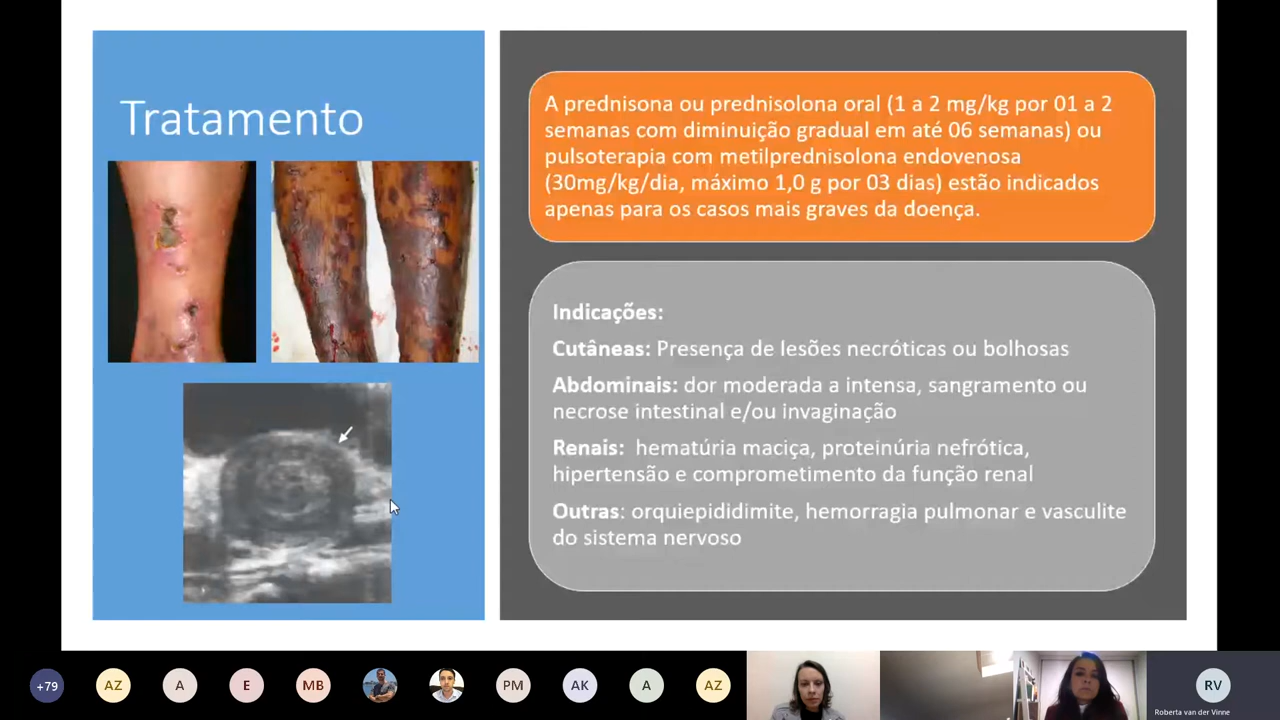 Tratamento
A prednisona ou prednisolona oral (1 a 2 mg/kg por 01 a 2
semanas com diminuição gradual em até 06 semanas) ou
pulsoterapia com metilprednisolona endovenosa
(30mg/kg/dia, máximo 1,0 g por 03 dias) estão indicados
apenas para os casos mais graves da doença.
Indicações:
Cutâneas: Presença de lesões necróticas ou bolhosas
Abdominais: dor moderada a intensa, sangramento ou
necrose intestinal e/ou invaginação
Renais: hematúria maciça, proteinúria nefrótica,
hipertensão e comprometimento da função renal
Outras: orquiepididimite, hemorragia pulmonar e vasculite
do sistema nervoso
+79 AZ A E MB PM AK A AZ RV
Roberta van der Vinne